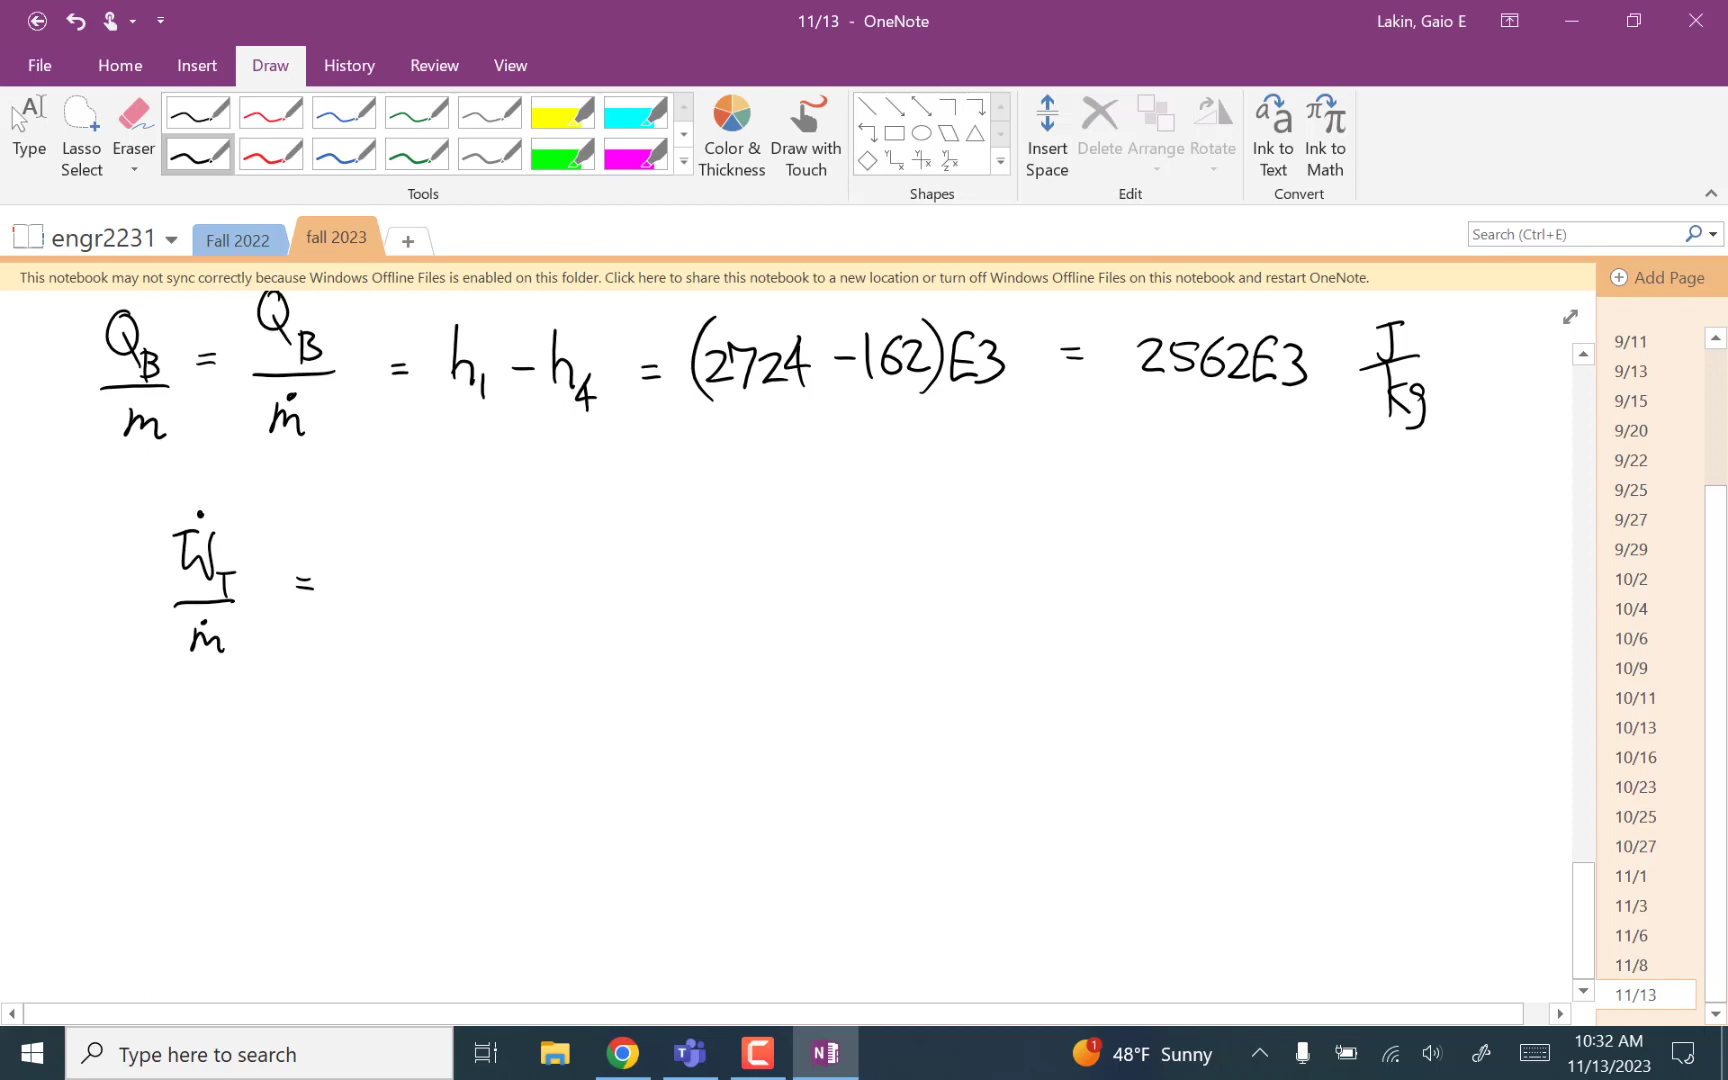 11/13 - OneNote
Lakin, Gaio E
File Home Insert Draw History Review View
Type
Lasso Select
Eraser
Color & Thickness
Draw with Touch
Insert Space
Delete
Arrange
Rotate
Ink to Text
Ink to Math
Tools
Shapes
Edit
Convert
engr2231
Fall 2022
fall 2023
Search (Ctrl+E)
This notebook may not sync correctly because Windows Offline Files is enabled on this folder. Click here to share this notebook to a new location or turn off Windows Offline Files on this notebook and restart OneNote.
Add Page
Q_B/m = Q_B/ṁ = h₁ - h₄ = (2724 - 162)E3 = 2562E3 J/kg
Ẇ_T/ṁ =
9/11
9/13
9/15
9/20
9/22
9/25
9/27
9/29
10/2
10/4
10/6
10/9
10/11
10/13
10/16
10/23
10/25
10/27
11/1
11/3
11/6
11/8
11/13
Type here to search
1
48°F Sunny
10:32 AM
11/13/2023